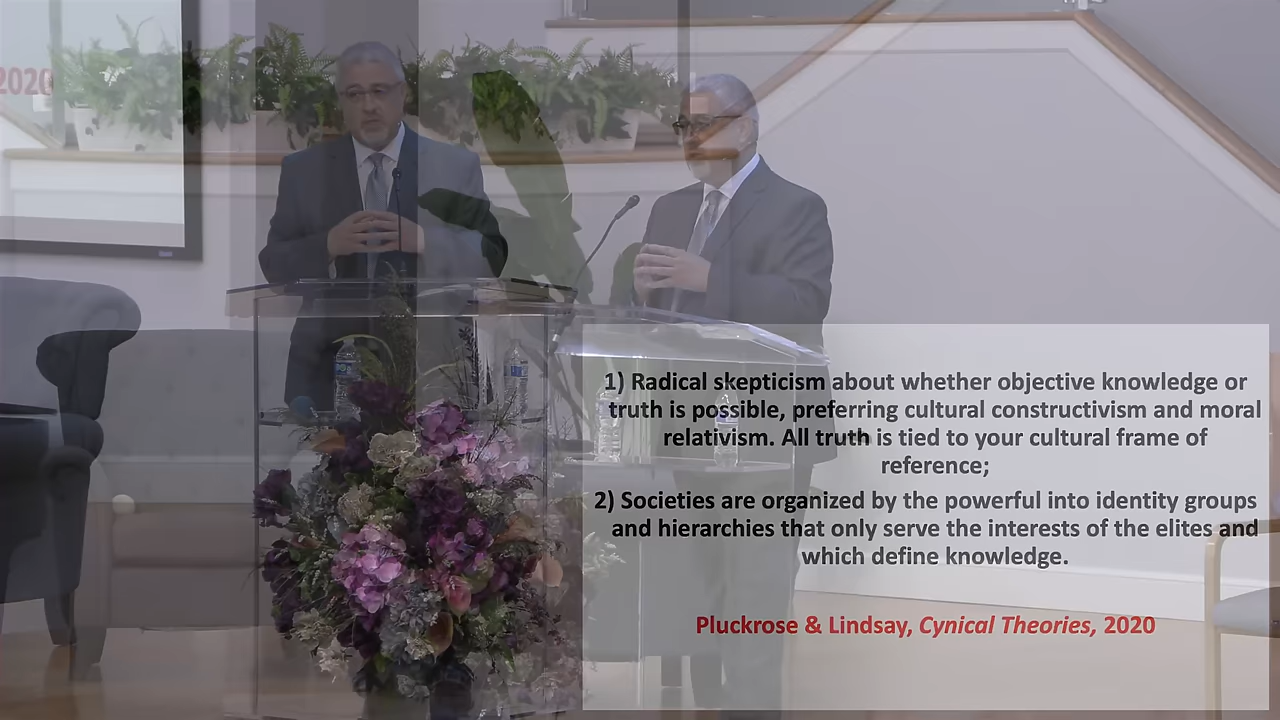 2020
1) Radical skepticism about whether objective knowledge or
truth is possible, preferring cultural constructivism and moral
relativism. All truth is tied to your cultural frame of
reference;
2) Societies are organized by the powerful into identity groups
and hierarchies that only serve the interests of the elites and
which define knowledge.
Pluckrose & Lindsay, Cynical Theories, 2020